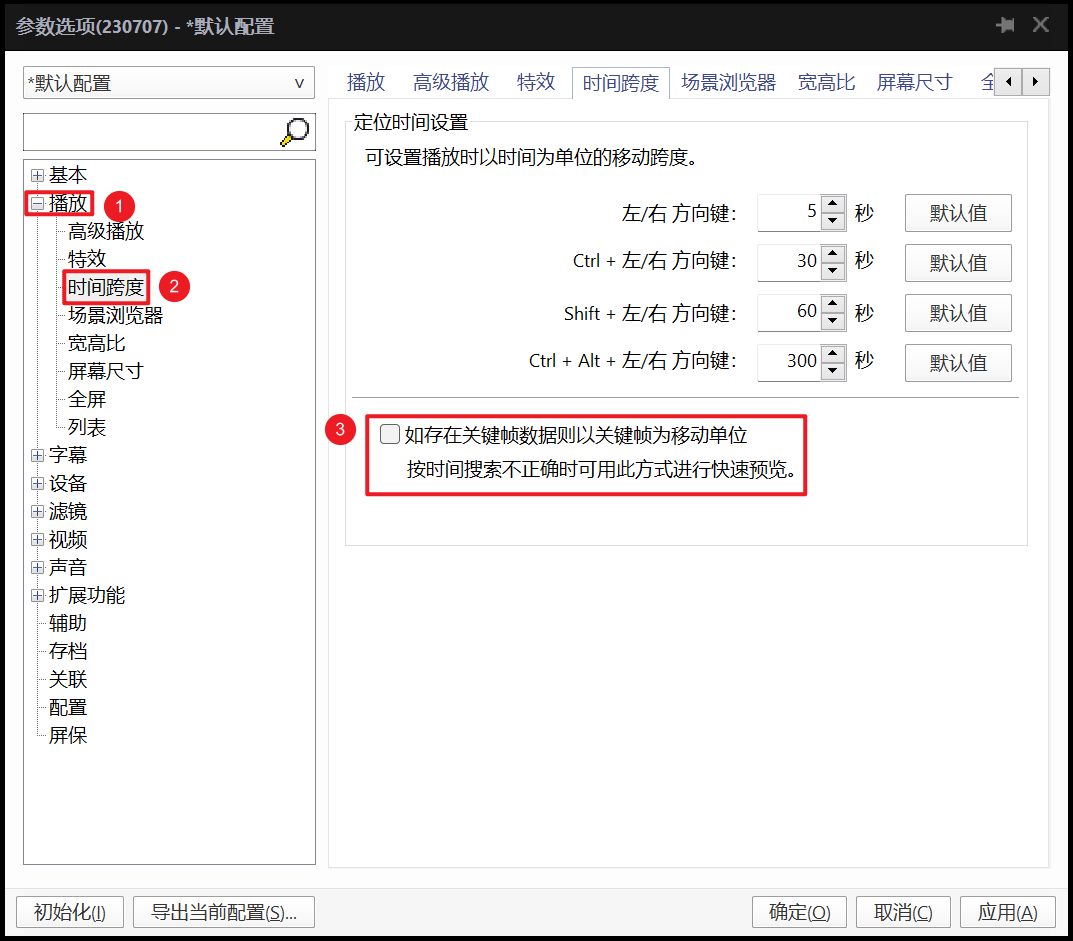 参数选项(230707) - *默认配置
*默认配置
基本
播放
1
高级播放
特效
时间跨度
2
场景浏览器
宽高比
屏幕尺寸
全屏
列表
字幕
设备
滤镜
视频
声音
扩展功能
辅助
存档
关联
配置
屏保
播放 高级播放 特效 时间跨度 场景浏览器 宽高比 屏幕尺寸
定位时间设置
可设置播放时以时间为单位的移动跨度。
左/右 方向键： 5 秒 默认值
Ctrl + 左/右 方向键： 30 秒 默认值
Shift + 左/右 方向键： 60 秒 默认值
Ctrl + Alt + 左/右 方向键： 300 秒 默认值
3
如存在关键帧数据则以关键帧为移动单位
按时间搜索不正确时可用此方式进行快速预览。
初始化(I) 导出当前配置(S)... 确定(O) 取消(C) 应用(A)